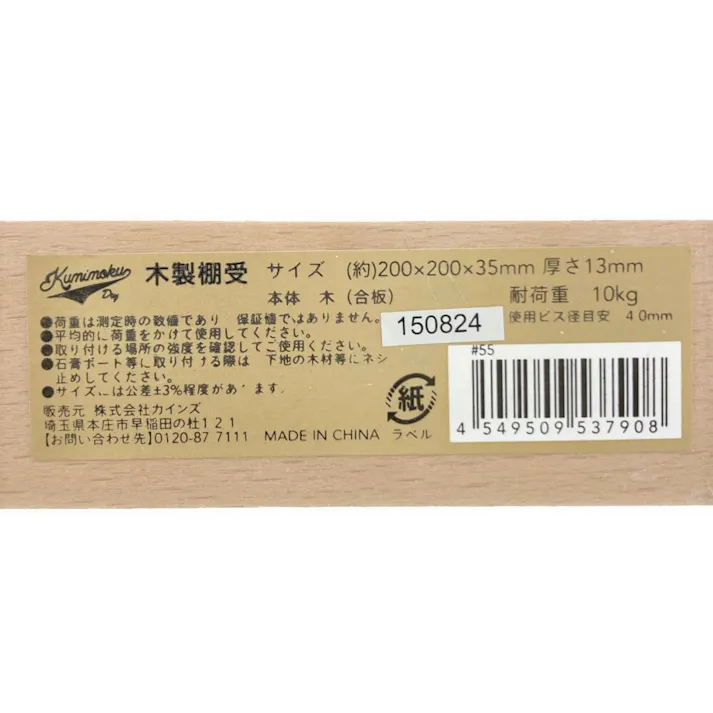 Kumimoku
Diy
木製棚受 サイズ (約)200×200×35mm 厚さ13mm
本体 木(合板) 耐荷重 10kg
●荷重は測定時の数値であり 保証値ではありません。
150824
使用ビス径目安 4.0mm
●平均的に荷重をかけて使用してください。
●取り付ける場所の強度を確認してご使用ください。
●石膏ボード等に取り付ける際は 下地の木材等にネジ
止めしてください。
●サイズには公差±3%程度があります.
販売元 株式会社カインズ
埼玉県本庄市早稲田の杜121
【お問い合わせ先】0120-87 7111 MADE IN CHINA
紙
ラベル
#55
4 549509 537908